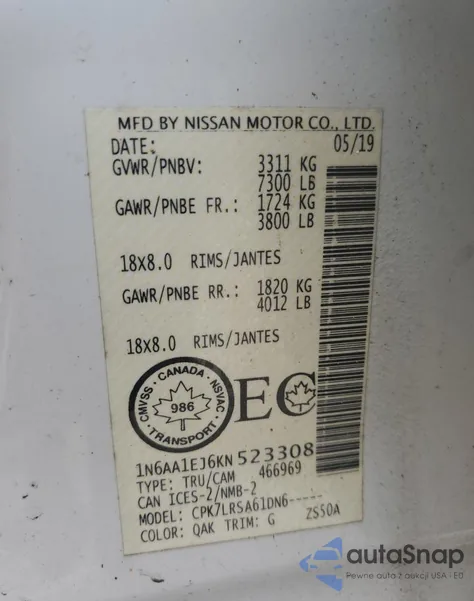 MFD BY NISSAN MOTOR CO., LTD.
DATE: 05/19
GVWR/PNBV: 3311 KG
7300 LB
GAWR/PNBE FR.: 1724 KG
3800 LB
18X8.0 RIMS/JANTES
GAWR/PNBE RR.: 1820 KG
4012 LB
18X8.0 RIMS/JANTES
CMVSS · CANADA · NSVAC
986
TRANSPORT
EC
1N6AA1EJ6KN523308
TYPE: TRU/CAM 466969
CAN ICES-2/NMB-2
MODEL: CPK7LRSA61DN6-----
COLOR: QAK TRIM: G ZS50A
autoSnap
Pewne auto z aukcji USA i EU